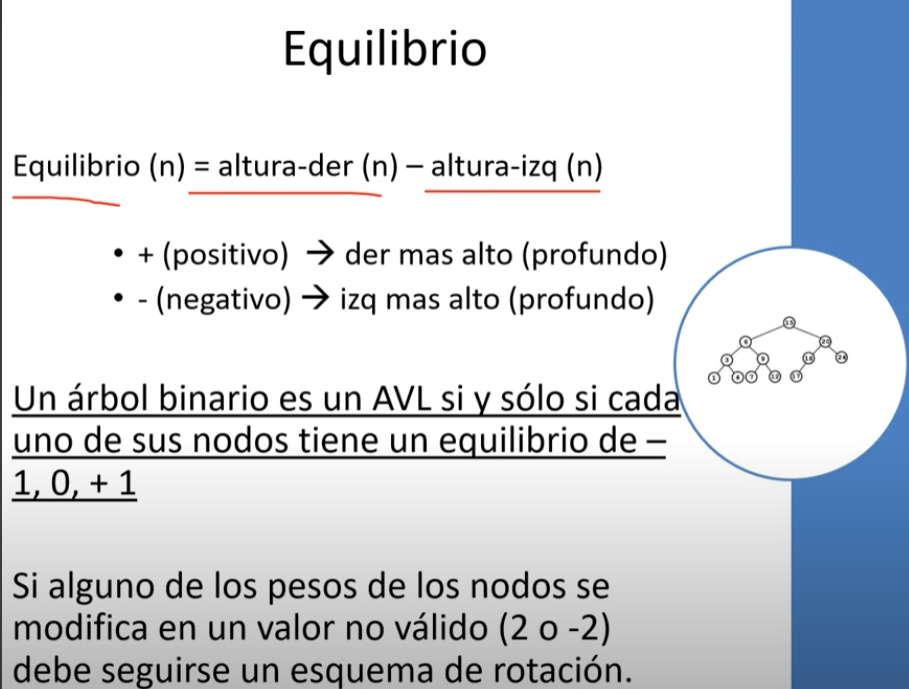 Equilibrio
Equilibrio (n) = altura-der (n) – altura-izq (n)
• + (positivo) → der mas alto (profundo)
• - (negativo) → izq mas alto (profundo)
Un árbol binario es un AVL si y sólo si cada
uno de sus nodos tiene un equilibrio de –
1, 0, + 1
Si alguno de los pesos de los nodos se
modifica en un valor no válido (2 o -2)
debe seguirse un esquema de rotación.